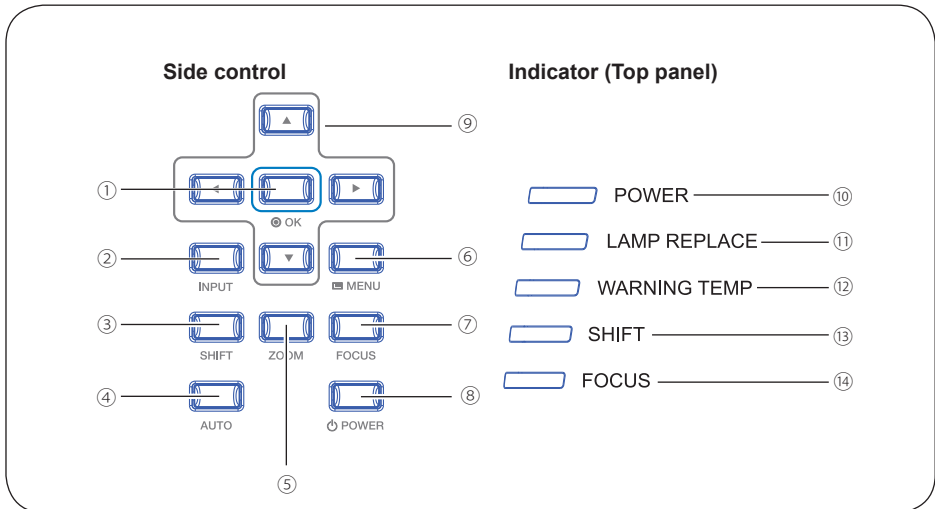 Side control
Indicator (Top panel)
⑨
①
◉ OK
②
INPUT
⑥
MENU
③
SHIFT
ZOOM
⑦
FOCUS
④
AUTO
⑧
⏻ POWER
⑤
POWER ⑩
LAMP REPLACE ⑪
WARNING TEMP ⑫
SHIFT ⑬
FOCUS ⑭